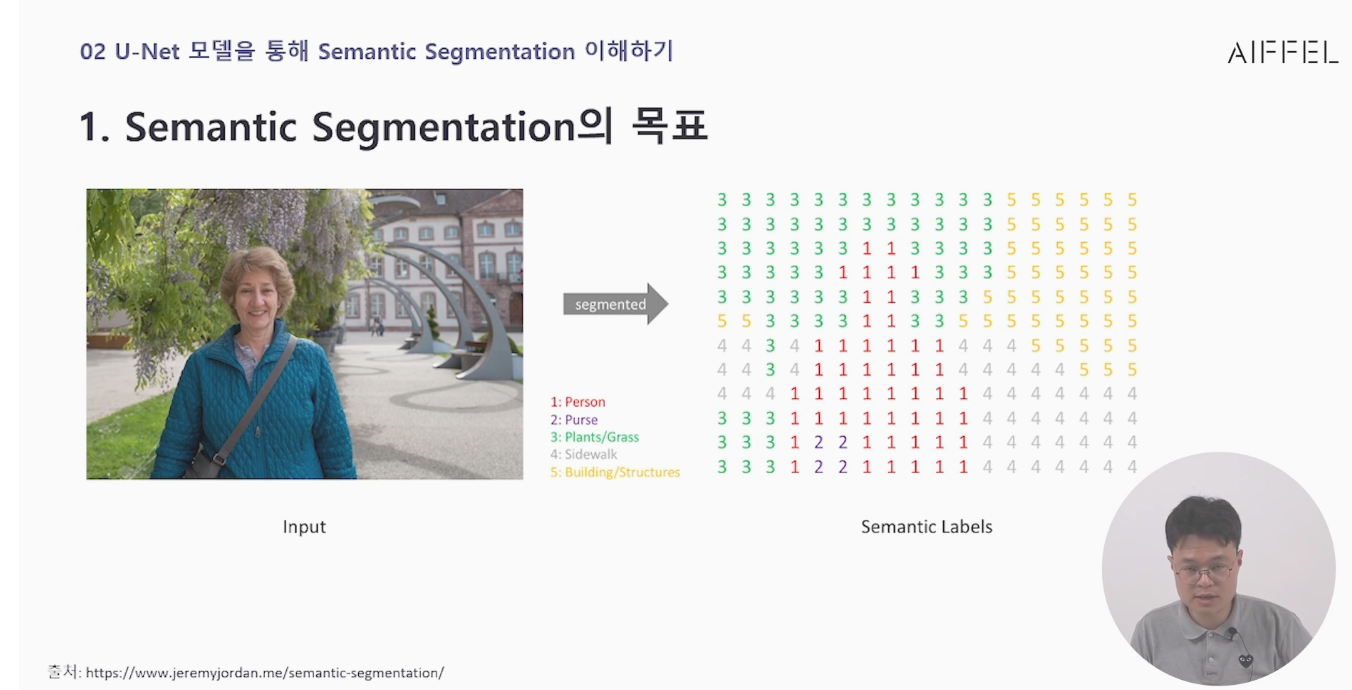 02 U-Net 모델을 통해 Semantic Segmentation 이해하기
AIFFEL
1. Semantic Segmentation의 목표
segmented
1: Person
2: Purse
3: Plants/Grass
4: Sidewalk
5: Building/Structures
3 3 3 3 3 3 3 3 3 3 3 3 5 5 5 5 5 5
3 3 3 3 3 3 3 3 3 3 3 3 5 5 5 5 5 5
3 3 3 3 3 3 1 1 3 3 3 3 5 5 5 5 5 5
3 3 3 3 3 1 1 1 1 3 3 3 5 5 5 5 5 5
3 3 3 3 3 3 1 1 3 3 3 5 5 5 5 5 5 5
5 5 3 3 3 3 1 1 3 3 5 5 5 5 5 5 5 5
4 4 3 4 1 1 1 1 1 1 4 4 4 5 5 5 5 5
4 4 3 4 1 1 1 1 1 1 4 4 4 4 4 5 5 5
4 4 4 1 1 1 1 1 1 1 1 4 4 4 4 4 4 4
3 3 3 1 1 1 1 1 1 1 1 4 4 4 4 4 4 4
3 3 3 1 2 2 1 1 1 1 1 4 4 4 4 4 4 4
3 3 3 1 2 2 1 1 1 1 1 4 4 4 4 4 4 4
Input
Semantic Labels
출처: https://www.jeremyjordan.me/semantic-segmentation/